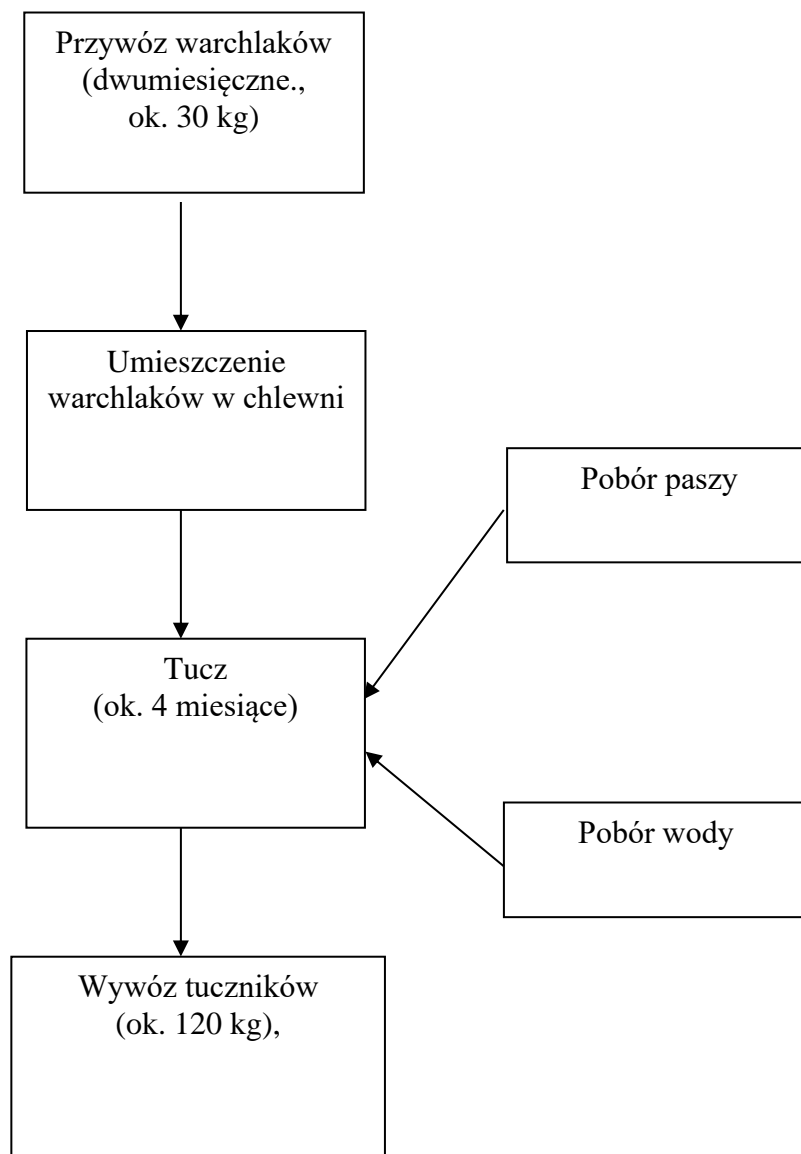 Przywóz warchlaków
(dwumiesięczne.,
ok. 30 kg)
Umieszczenie
warchlaków w chlewni
Pobór paszy
Tucz
(ok. 4 miesiące)
Pobór wody
Wywóz tuczników
(ok. 120 kg),